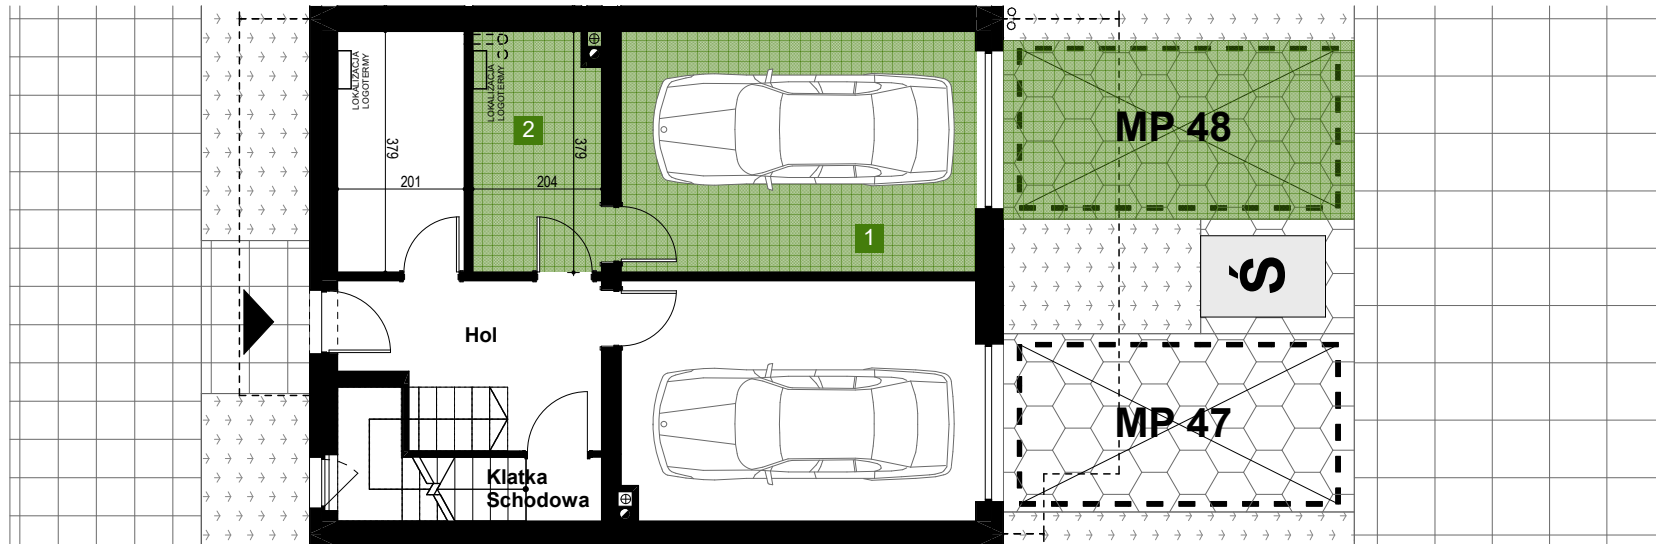 LOKALIZACJA
LOGOTERMY
LOKALIZACJA
LOGOTERMY
2
379
379
201
204
1
MP 48
Ś
Hol
MP 47
Klatka
Schodowa